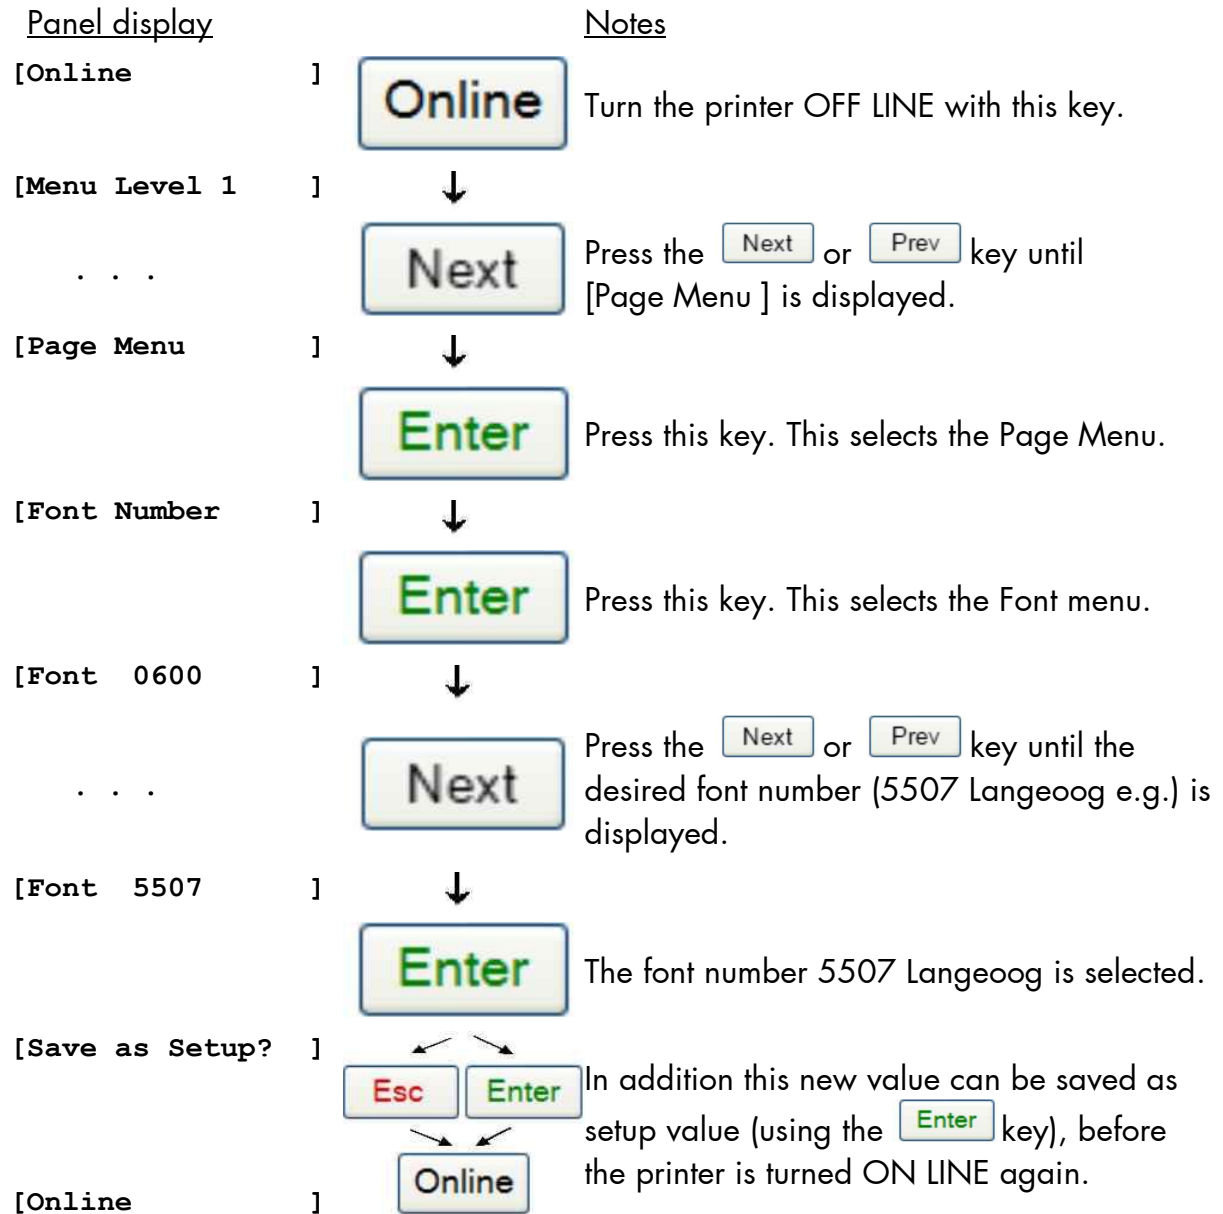 Panel display Notes
[Online ] Online Turn the printer OFF LINE with this key.
[Menu Level 1 ] ↓
. . . Next Press the Next or Prev key until
[Page Menu ] is displayed.
[Page Menu ] ↓
Enter Press this key. This selects the Page Menu.
[Font Number ] ↓
Enter Press this key. This selects the Font menu.
[Font 0600 ] ↓
. . . Next Press the Next or Prev key until the
desired font number (5507 Langeoog e.g.) is
displayed.
[Font 5507 ] ↓
Enter The font number 5507 Langeoog is selected.
[Save as Setup? ]
Esc Enter In addition this new value can be saved as
setup value (using the Enter key), before
Online the printer is turned ON LINE again.
[Online ]